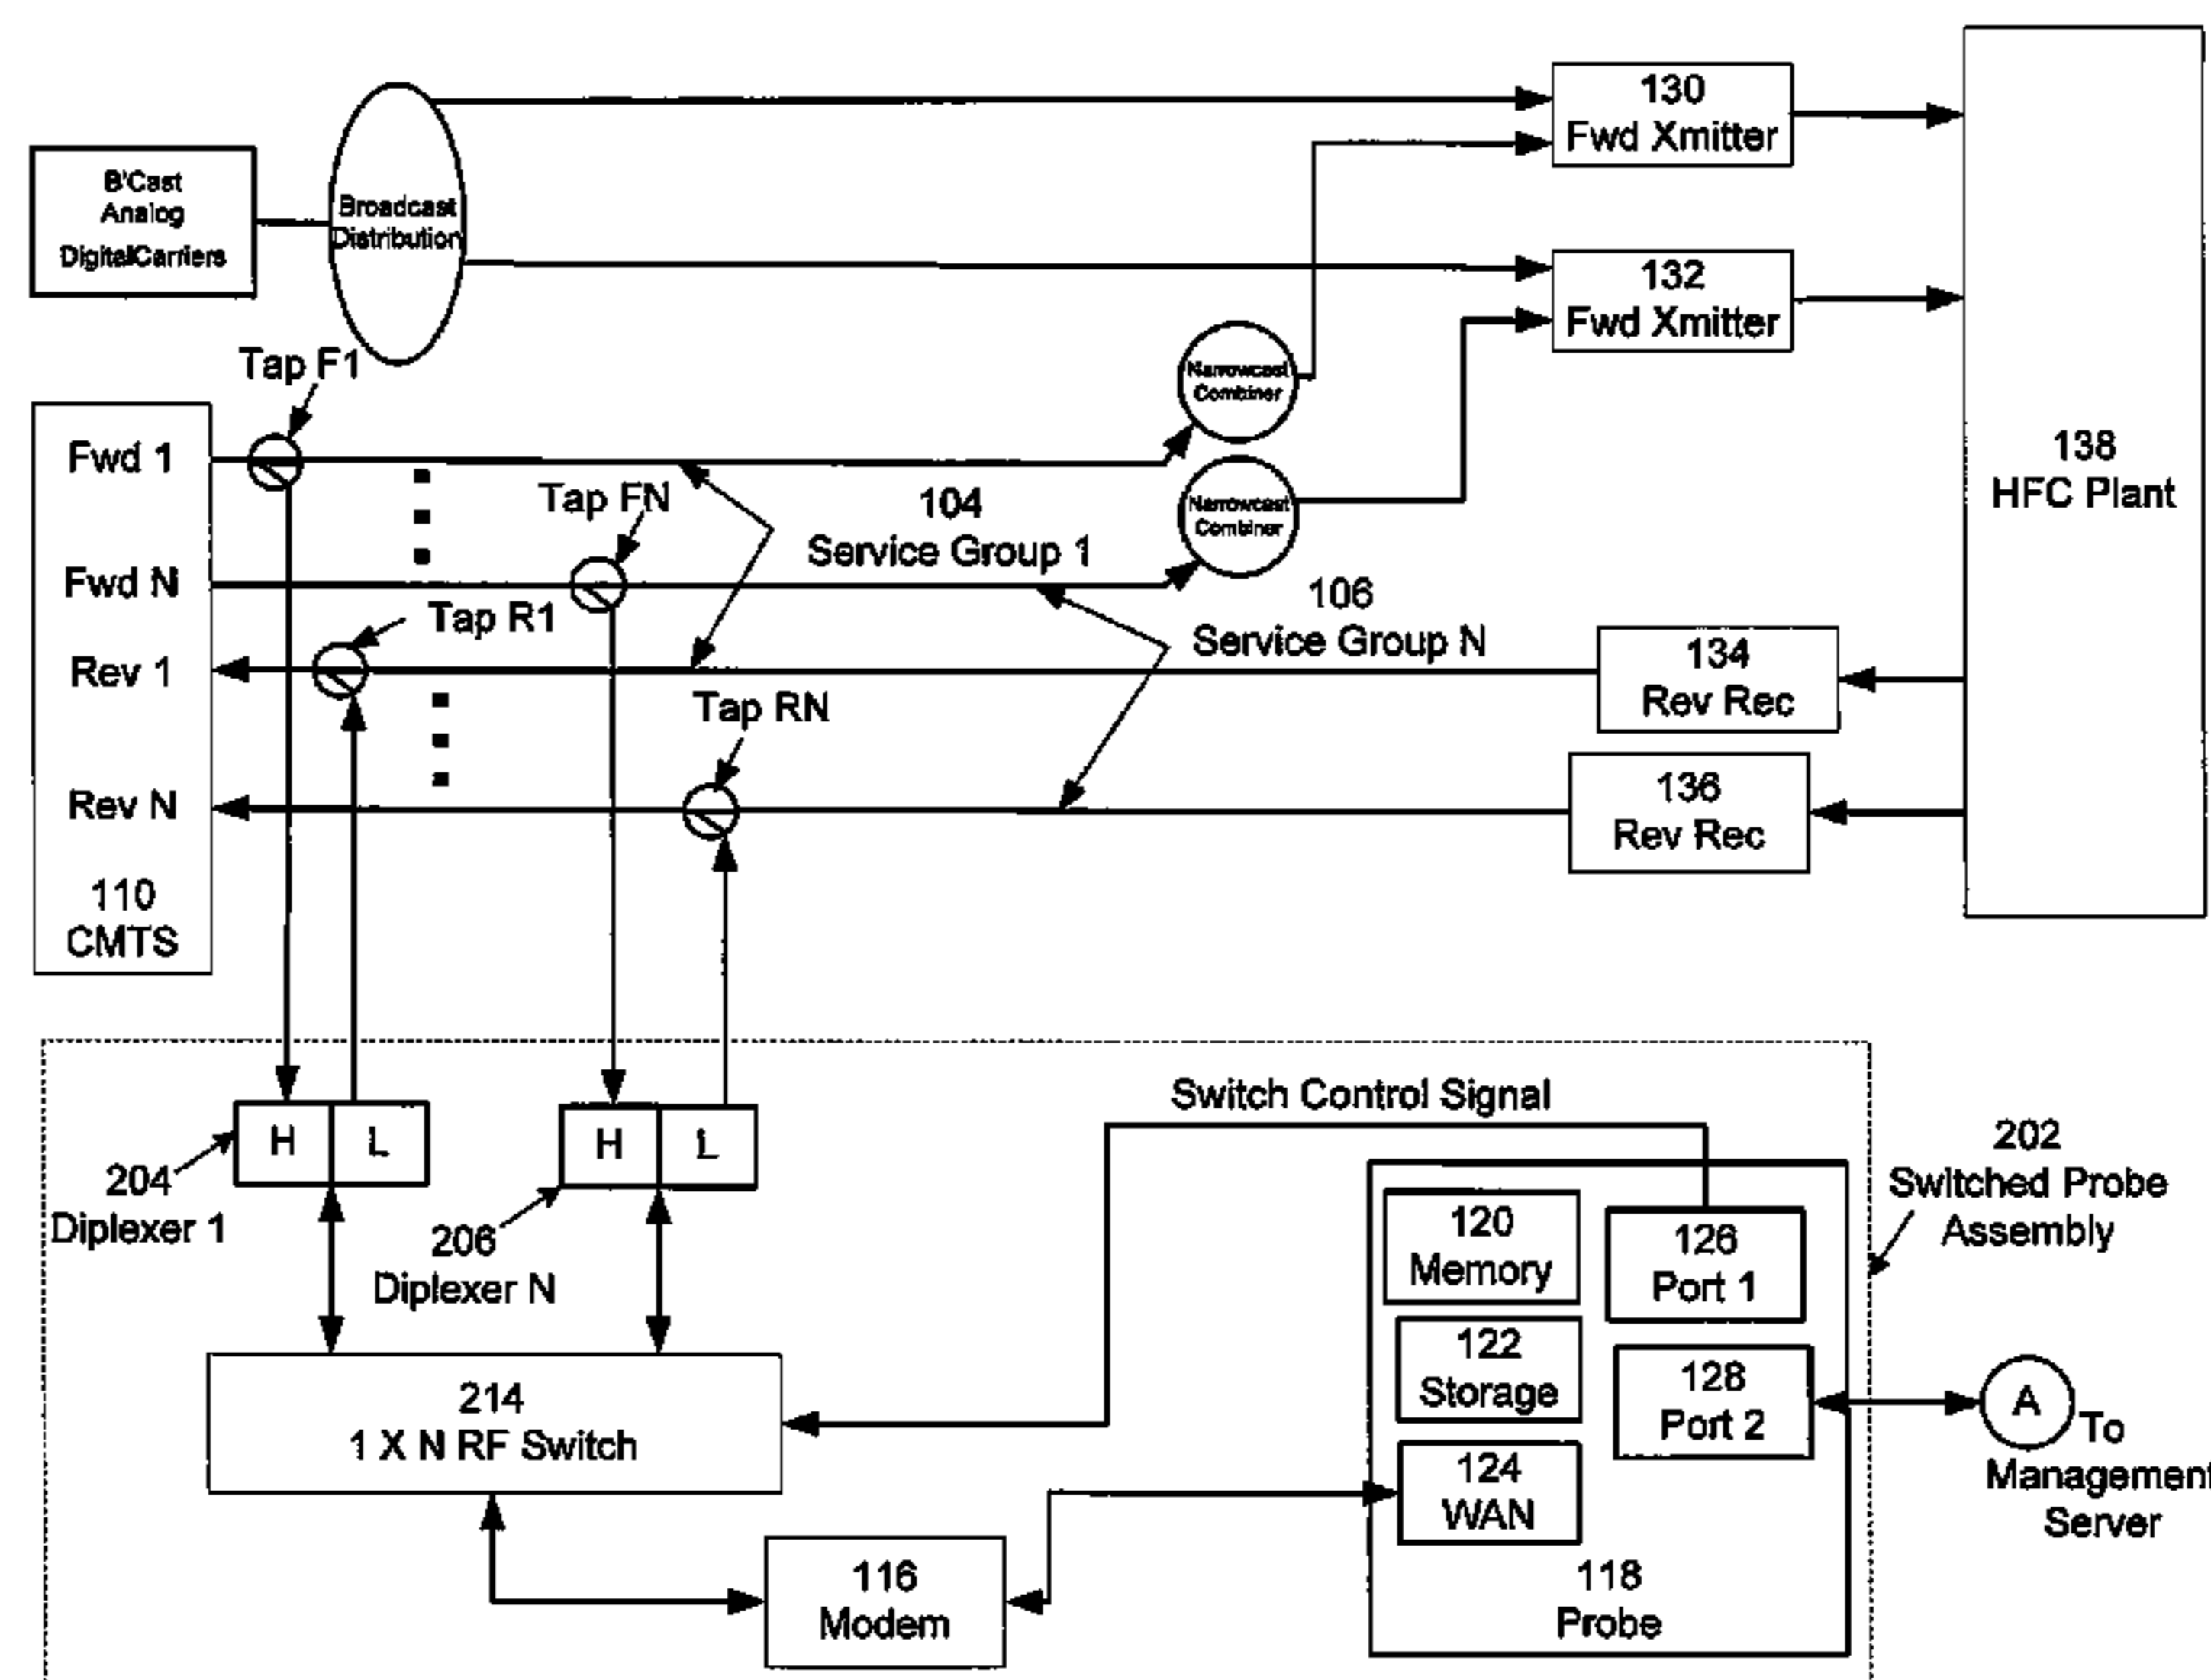 130
Fwd Xmitter
B'Cast
Analog
DigitalCarriers
Broadcast
Distribution
132
Fwd Xmitter
Tap F1
Narrowcast
Combiner
Fwd 1
138
HFC Plant
Tap FN
104
Service Group 1
Narrowcast
Combiner
Fwd N
106
Service Group N
Tap R1
Rev 1
134
Rev Rec
Tap RN
Rev N
136
Rev Rec
110
CMTS
Switch Control Signal
H
L
H
L
204
Diplexer 1
206
Diplexer N
202
Switched Probe
Assembly
120
Memory
126
Port 1
122
Storage
128
Port 2
A
To
Management
Server
214
1 X N RF Switch
124
WAN
116
Modem
118
Probe